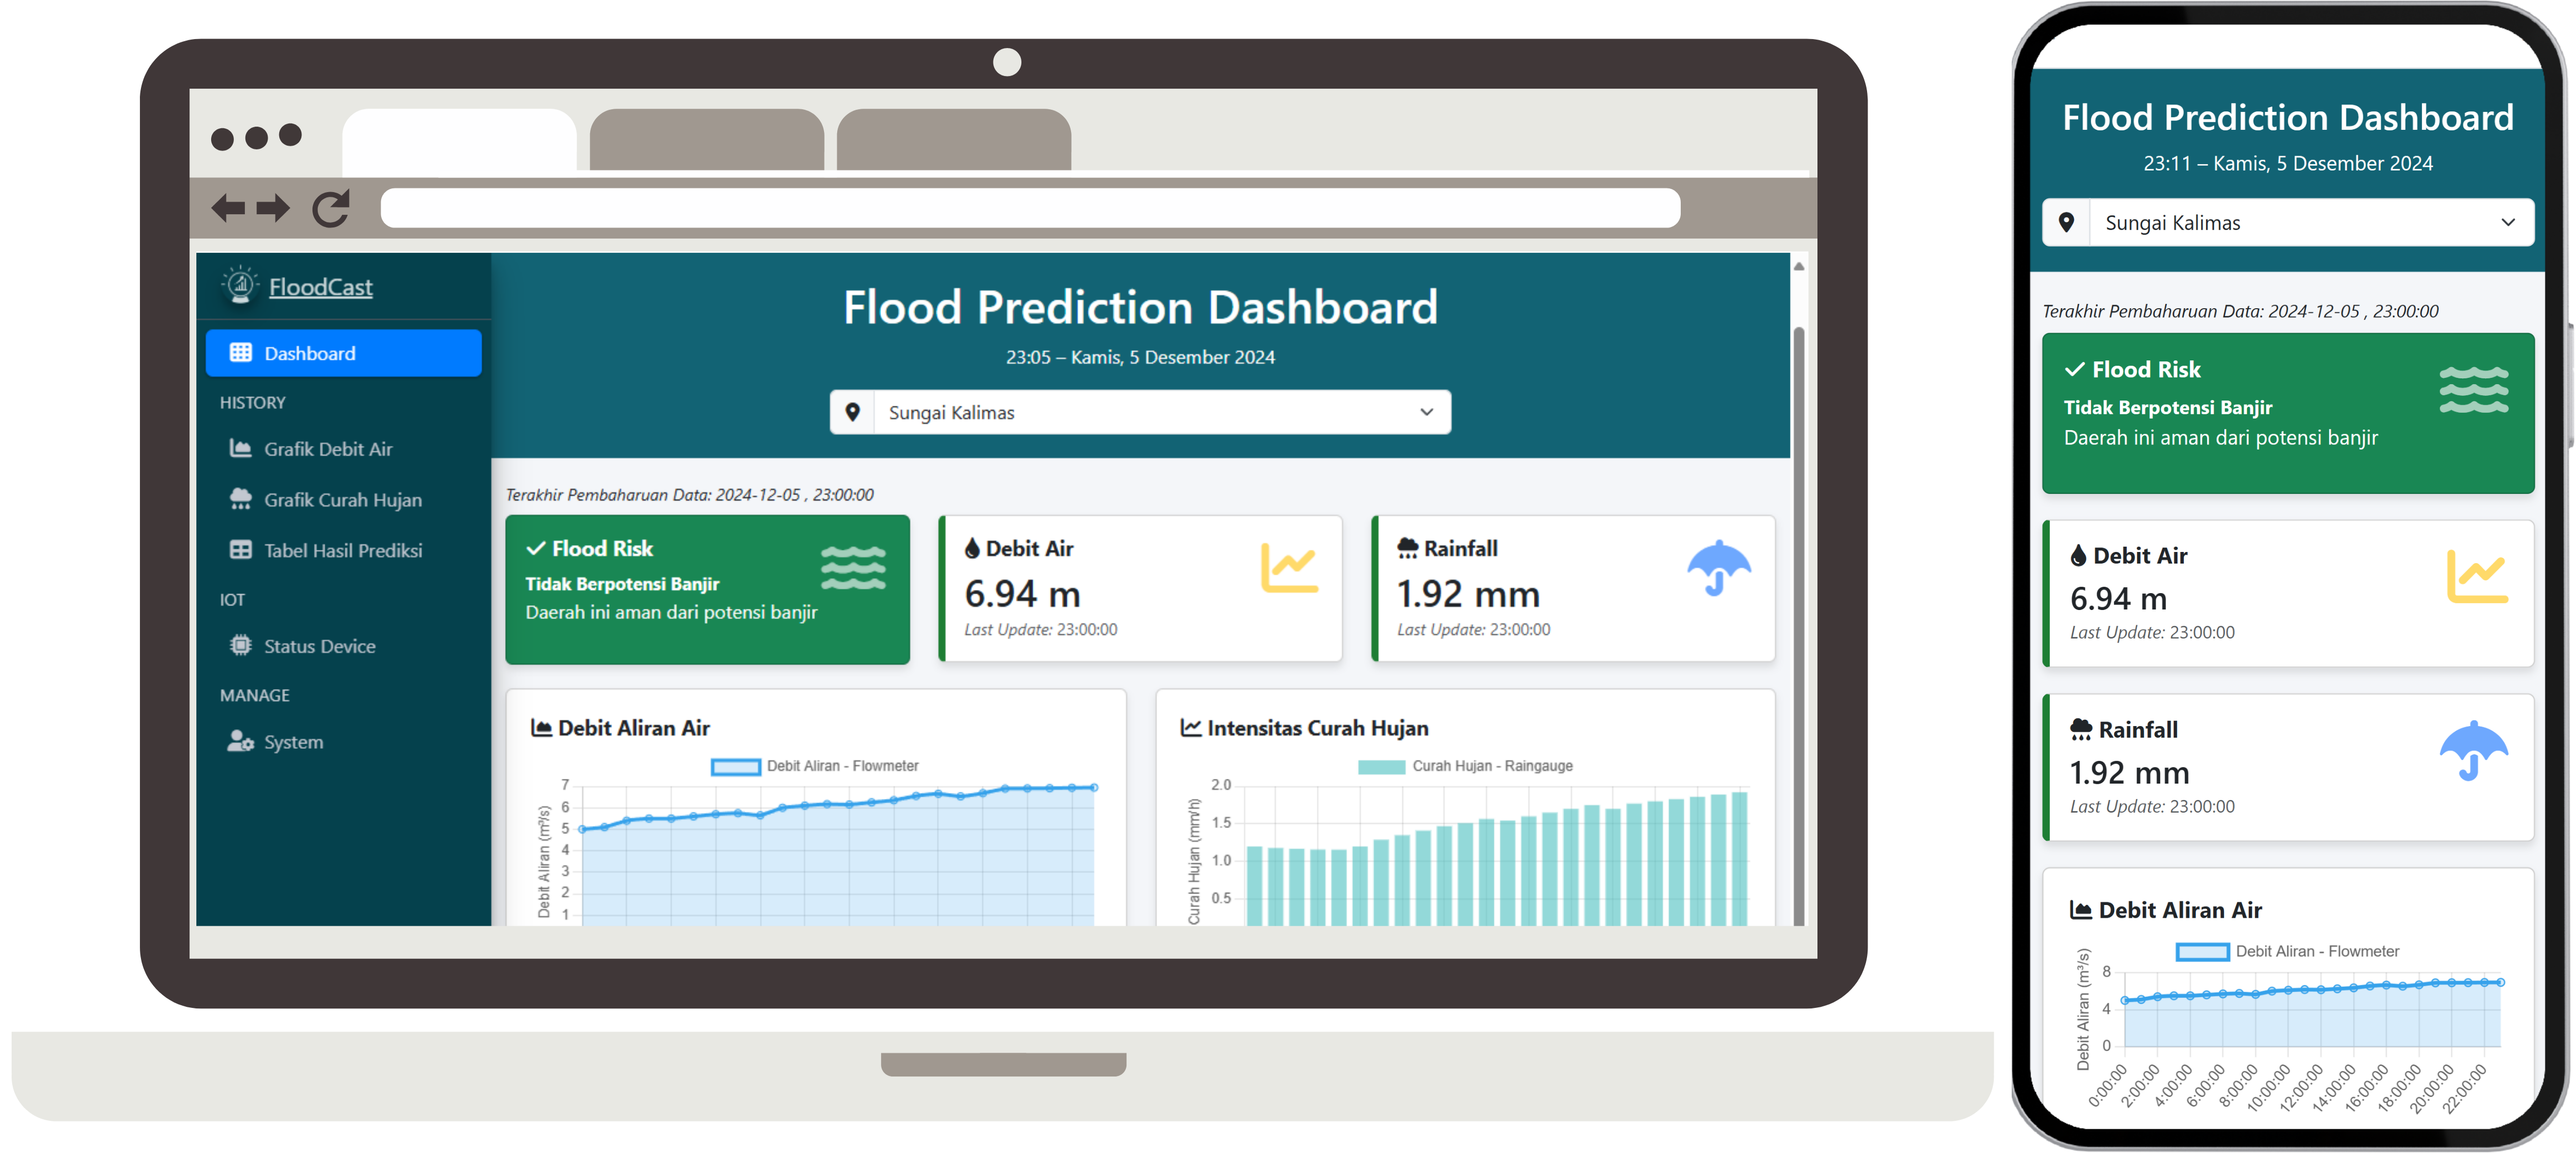 FloodCast
Dashboard
HISTORY
Grafik Debit Air
Grafik Curah Hujan
Tabel Hasil Prediksi
IOT
Status Device
MANAGE
System
Flood Prediction Dashboard
23:05 – Kamis, 5 Desember 2024
Sungai Kalimas
Terakhir Pembaharuan Data: 2024-12-05 , 23:00:00
Flood Risk
Tidak Berpotensi Banjir
Daerah ini aman dari potensi banjir
Debit Air
6.94 m
Last Update: 23:00:00
Rainfall
1.92 mm
Last Update: 23:00:00
Debit Aliran Air
Debit Aliran - Flowmeter
Debit Aliran (m³/s)
7
6
5
4
3
2
1
Intensitas Curah Hujan
Curah Hujan - Raingauge
Curah Hujan (mm/h)
2.0
1.5
1.0
0.5
Flood Prediction Dashboard
23:11 – Kamis, 5 Desember 2024
Sungai Kalimas
Terakhir Pembaharuan Data: 2024-12-05 , 23:00:00
Flood Risk
Tidak Berpotensi Banjir
Daerah ini aman dari potensi banjir
Debit Air
6.94 m
Last Update: 23:00:00
Rainfall
1.92 mm
Last Update: 23:00:00
Debit Aliran Air
Debit Aliran - Flowmeter
Debit Aliran (m³/s)
8
4
0
0:00:00
2:00:00
4:00:00
6:00:00
8:00:00
10:00:00
12:00:00
14:00:00
16:00:00
18:00:00
20:00:00
22:00:00